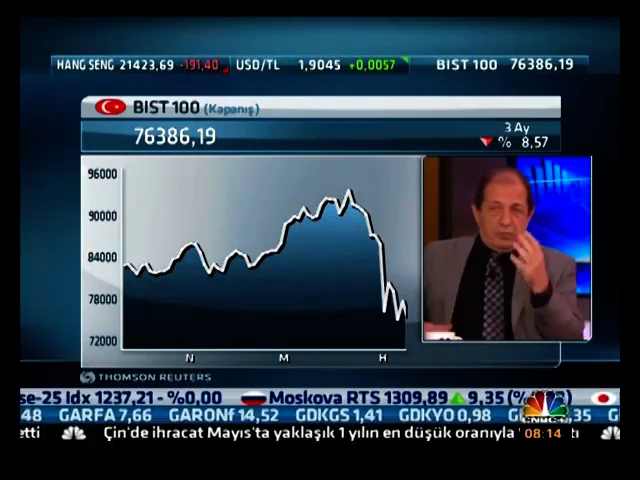 HANG SENG 21423,69 -191,40 USD/TL 1,9045 +0,0057 BIST 100 76386,19
BIST 100 (Kapanış)
76386,19
3 Ay
% 8,57
96000
90000
84000
78000
72000
N M H
THOMSON REUTERS
se-25 Idx 1237,21 - %0,00 Moskova RTS 1309,89 9,35 (%
48 GARFA 7,66 GARONf 14,52 GDKGS 1,41 GDKYO 0,98 35
CNBC-e
etti Çin'de ihracat Mayıs'ta yaklaşık 1 yılın en düşük oranıyla
08:14